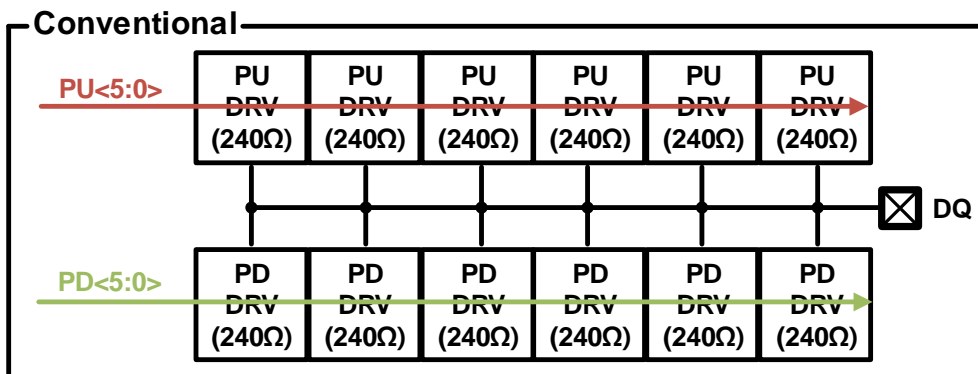 Conventional
PU<5:0>
PU DRV (240Ω)
PU DRV (240Ω)
PU DRV (240Ω)
PU DRV (240Ω)
PU DRV (240Ω)
PU DRV (240Ω)
DQ
PD<5:0>
PD DRV (240Ω)
PD DRV (240Ω)
PD DRV (240Ω)
PD DRV (240Ω)
PD DRV (240Ω)
PD DRV (240Ω)